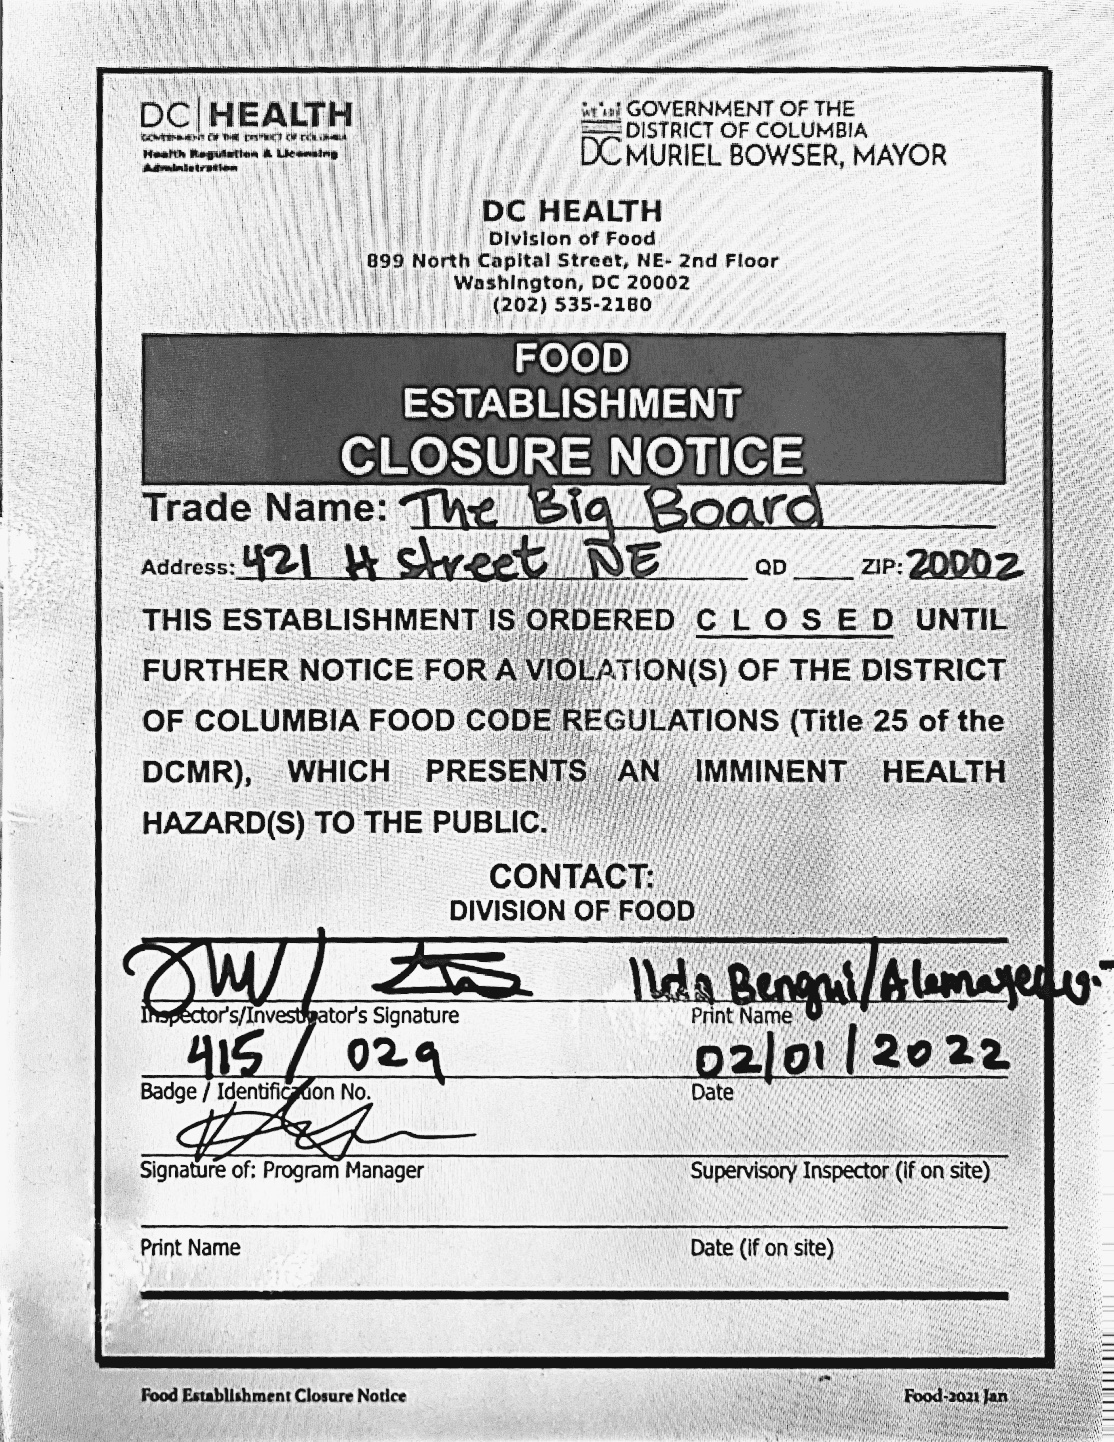 DC HEALTH
GOVERNMENT OF THE DISTRICT OF COLUMBIA
Health Regulation & Licensing
Administration
WE ARE
DC
GOVERNMENT OF THE
DISTRICT OF COLUMBIA
MURIEL BOWSER, MAYOR
DC HEALTH
Division of Food
899 North Capital Street, NE- 2nd Floor
Washington, DC 20002
(202) 535-2180
FOOD
ESTABLISHMENT
CLOSURE NOTICE
Trade Name: The Big Board
Address: 421 H Street NE QD ZIP: 20002
THIS ESTABLISHMENT IS ORDERED C L O S E D UNTIL
FURTHER NOTICE FOR A VIOLATION(S) OF THE DISTRICT
OF COLUMBIA FOOD CODE REGULATIONS (Title 25 of the
DCMR), WHICH PRESENTS AN IMMINENT HEALTH
HAZARD(S) TO THE PUBLIC.
CONTACT:
DIVISION OF FOOD
Inspector's/Investigator's Signature Print Name
415 / 029 02/01/2022
Badge / Identification No. Date
Signature of: Program Manager Supervisory Inspector (if on site)
Print Name Date (if on site)
Food Establishment Closure Notice Food-2021 Jan